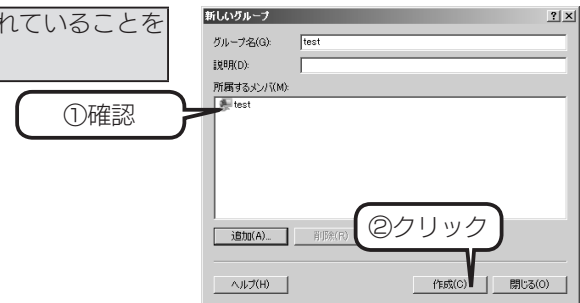 れていることを
新しいグループ
グループ名(G):
test
説明(D):
所属するメンバ(M):
test
①確認
②クリック
追加(A)...
削除(R)
ヘルプ(H)
作成(C)
閉じる(O)